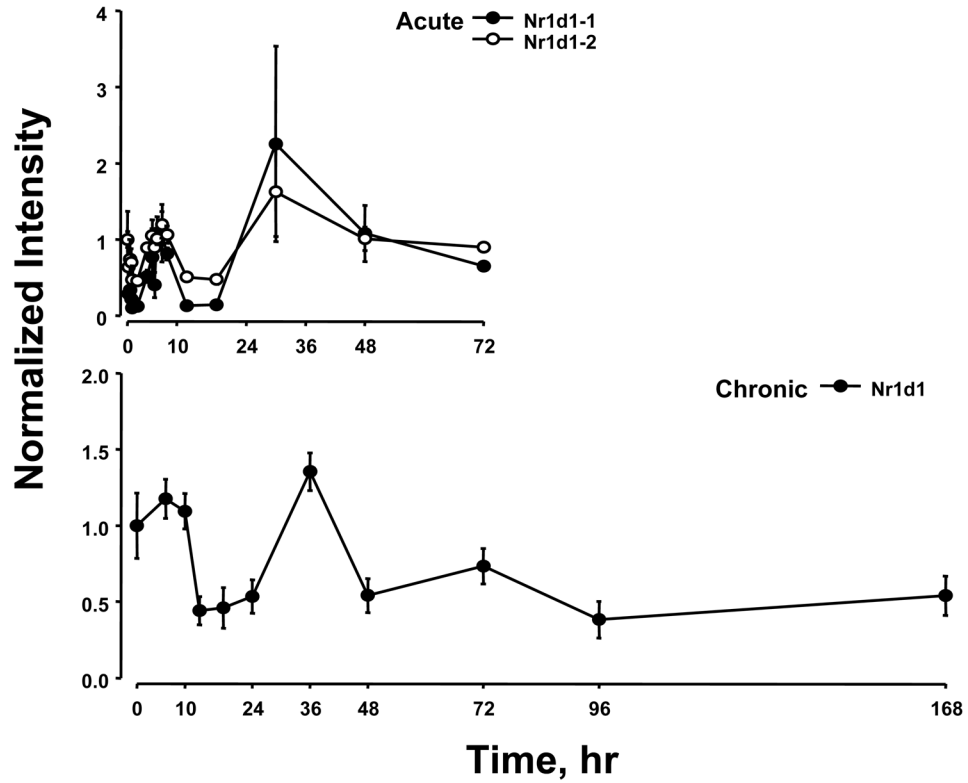 Normalized Intensity
Acute Nr1d1-1
Nr1d1-2
4
3
2
1
0
0 10 24 36 48 72
Chronic Nr1d1
2.0
1.5
1.0
0.5
0.0
0 10 24 36 48 72 96 168
Time, hr